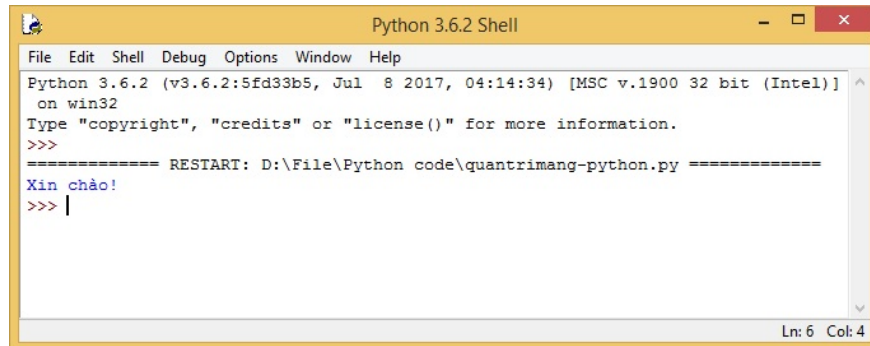 Python 3.6.2 Shell
File Edit Shell Debug Options Window Help
Python 3.6.2 (v3.6.2:5fd33b5, Jul  8 2017, 04:14:34) [MSC v.1900 32 bit (Intel)]
 on win32
Type "copyright", "credits" or "license()" for more information.
>>>
============= RESTART: D:\File\Python code\quantrimang-python.py =============
Xin chào!
>>>
Ln: 6 Col: 4